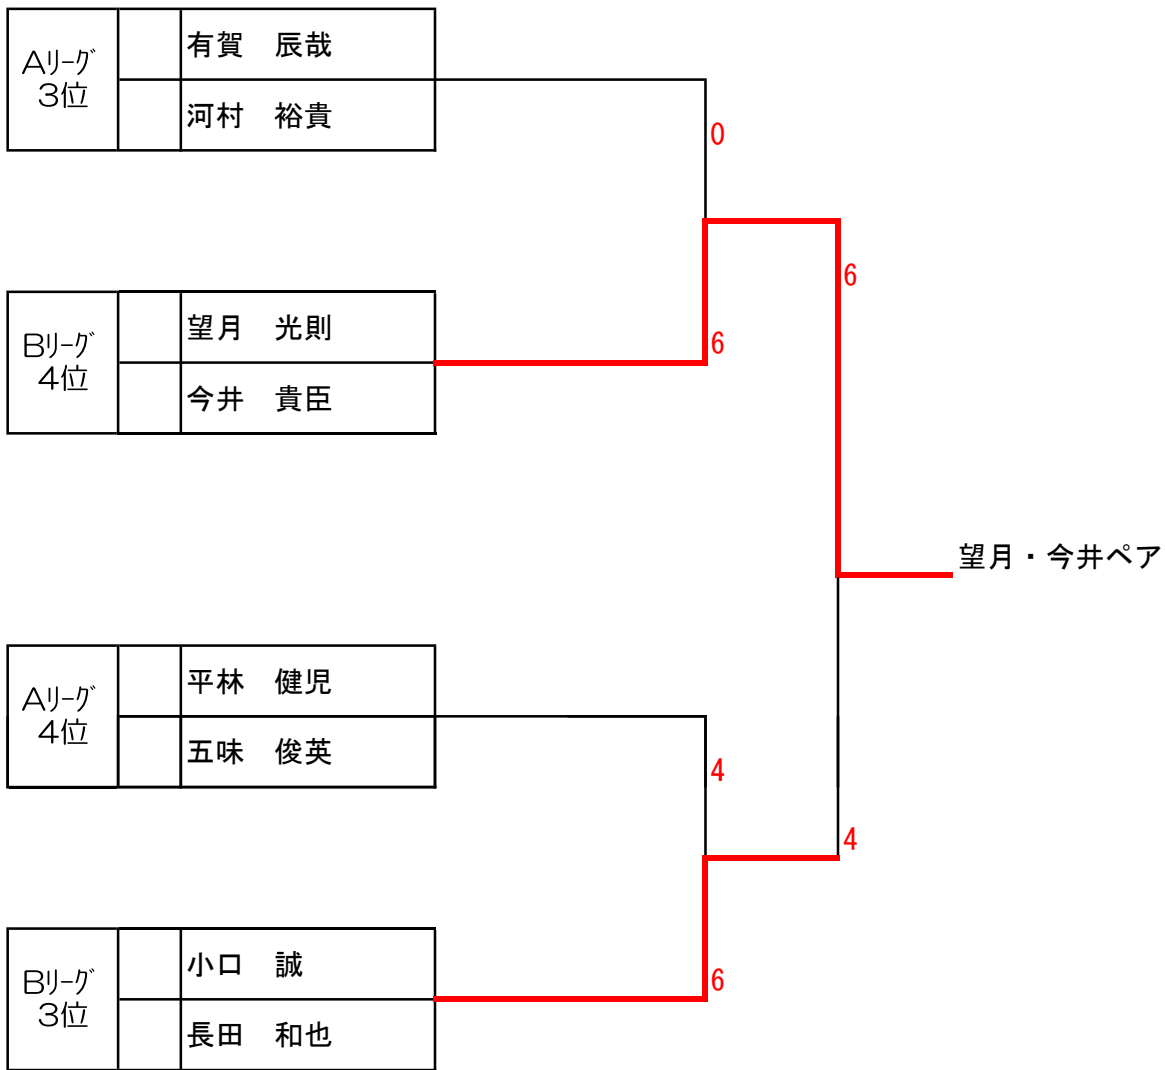 Aﾘｰｸﾞ
3位
有賀　辰哉
河村　裕貴
0
6
Bﾘｰｸﾞ
4位
望月　光則
今井　貴臣
6
望月・今井ペア
Aﾘｰｸﾞ
4位
平林　健児
五味　俊英
4
4
Bﾘｰｸﾞ
3位
小口　誠
長田　和也
6